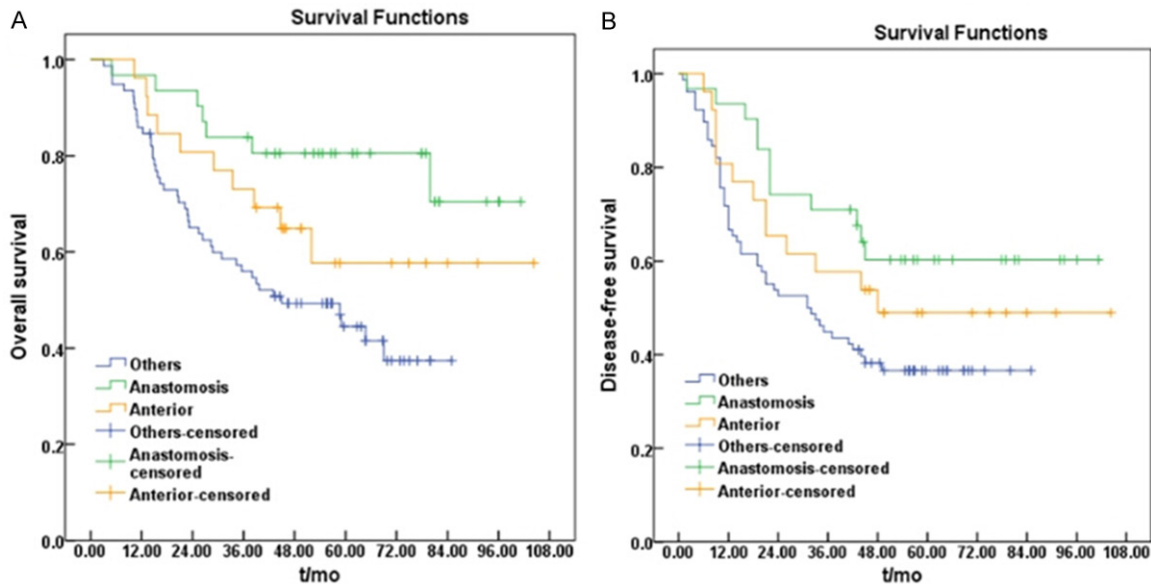 A
Survival Functions
Overall survival
1.0
0.8
0.6
0.4
0.2
0.0
Others
Anastomosis
Anterior
Others-censored
Anastomosis-
censored
Anterior-censored
0.00 12.00 24.00 36.00 48.00 60.00 72.00 84.00 96.00 108.00
t/mo
B
Survival Functions
Disease-free survival
1.0
0.8
0.6
0.4
0.2
0.0
Others
Anastomosis
Anterior
Others-censored
Anastomosis-censored
Anterior-censored
0.00 12.00 24.00 36.00 48.00 60.00 72.00 84.00 96.00 108.00
t/mo